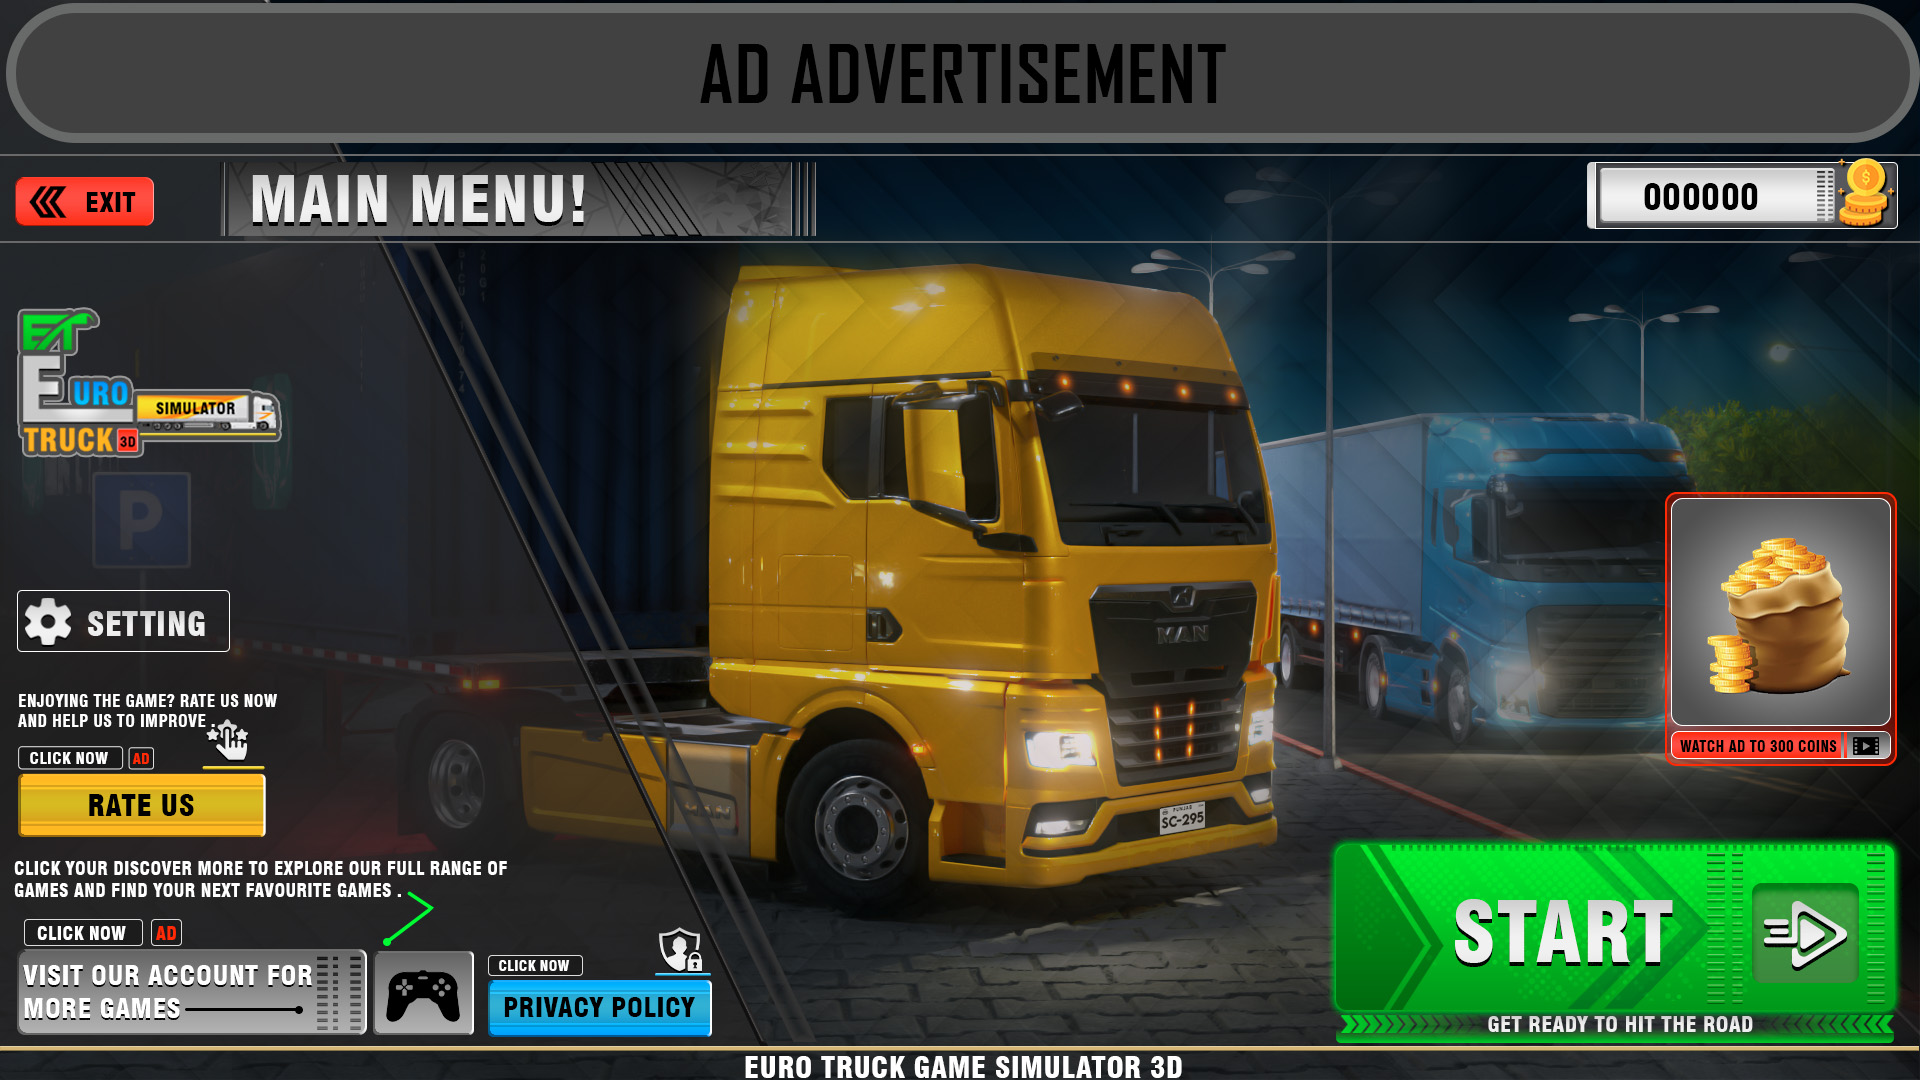 AD ADVERTISEMENT
EXIT
MAIN MENU!
000000
ET
EURO
SIMULATOR
TRUCK 3D
P
SETTING
ENJOYING THE GAME? RATE US NOW
AND HELP US TO IMPROVE .
CLICK NOW AD
RATE US
MAN
MAN
PUNJAB
SC-295
WATCH AD TO 300 COINS
CLICK YOUR DISCOVER MORE TO EXPLORE OUR FULL RANGE OF
GAMES AND FIND YOUR NEXT FAVOURITE GAMES .
CLICK NOW AD
VISIT OUR ACCOUNT FOR
MORE GAMES
CLICK NOW
PRIVACY POLICY
START
GET READY TO HIT THE ROAD
EURO TRUCK GAME SIMULATOR 3D